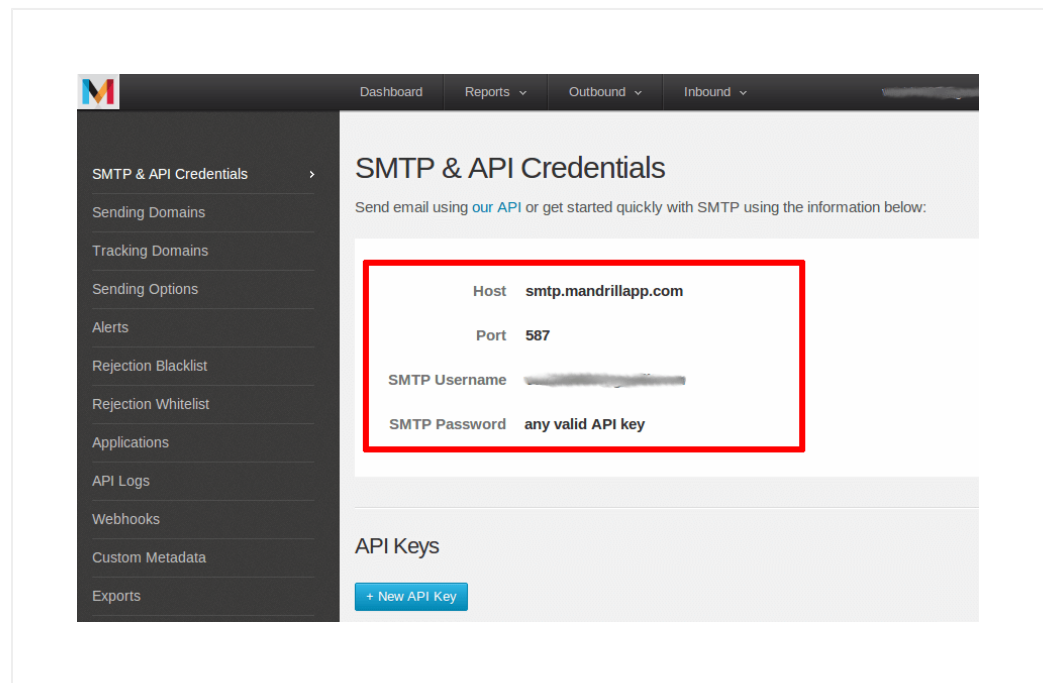 M
Dashboard Reports Outbound Inbound
SMTP & API Credentials
Sending Domains
Tracking Domains
Sending Options
Alerts
Rejection Blacklist
Rejection Whitelist
Applications
API Logs
Webhooks
Custom Metadata
Exports
SMTP & API Credentials
Send email using our API or get started quickly with SMTP using the information below:
Host smtp.mandrillapp.com
Port 587
SMTP Username
SMTP Password any valid API key
API Keys
+ New API Key